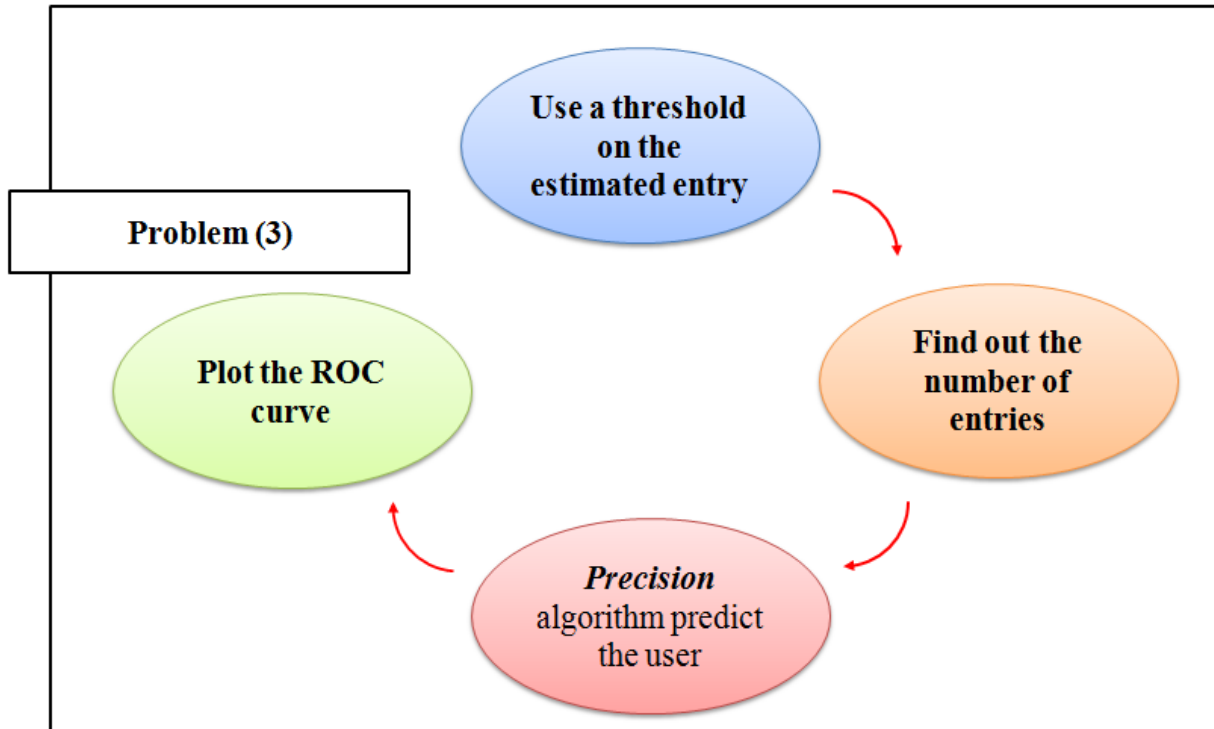 Use a threshold
on the
estimated entry
Problem (3)
Find out the
number of
entries
Plot the ROC
curve
Precision
algorithm predict
the user